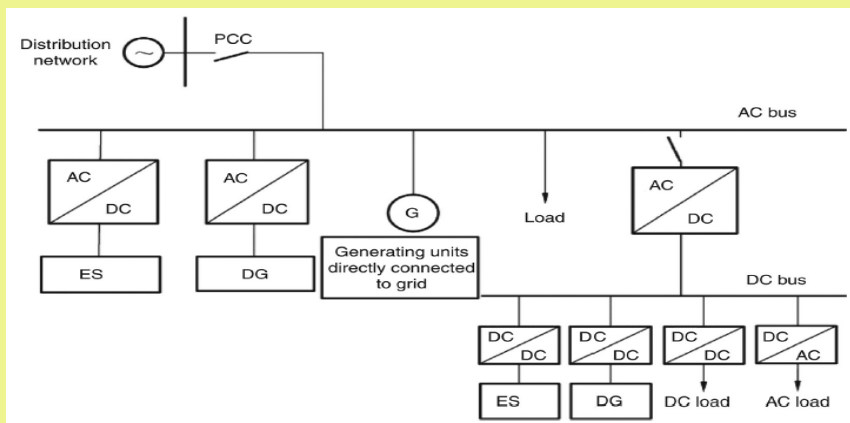 Distribution
network
PCC
~
AC bus
AC
DC
AC
DC
AC
DC
G
Load
Generating units
directly connected
to grid
ES
DG
DC bus
DC
DC
DC
DC
DC
DC
DC
AC
ES
DG
DC load
AC load